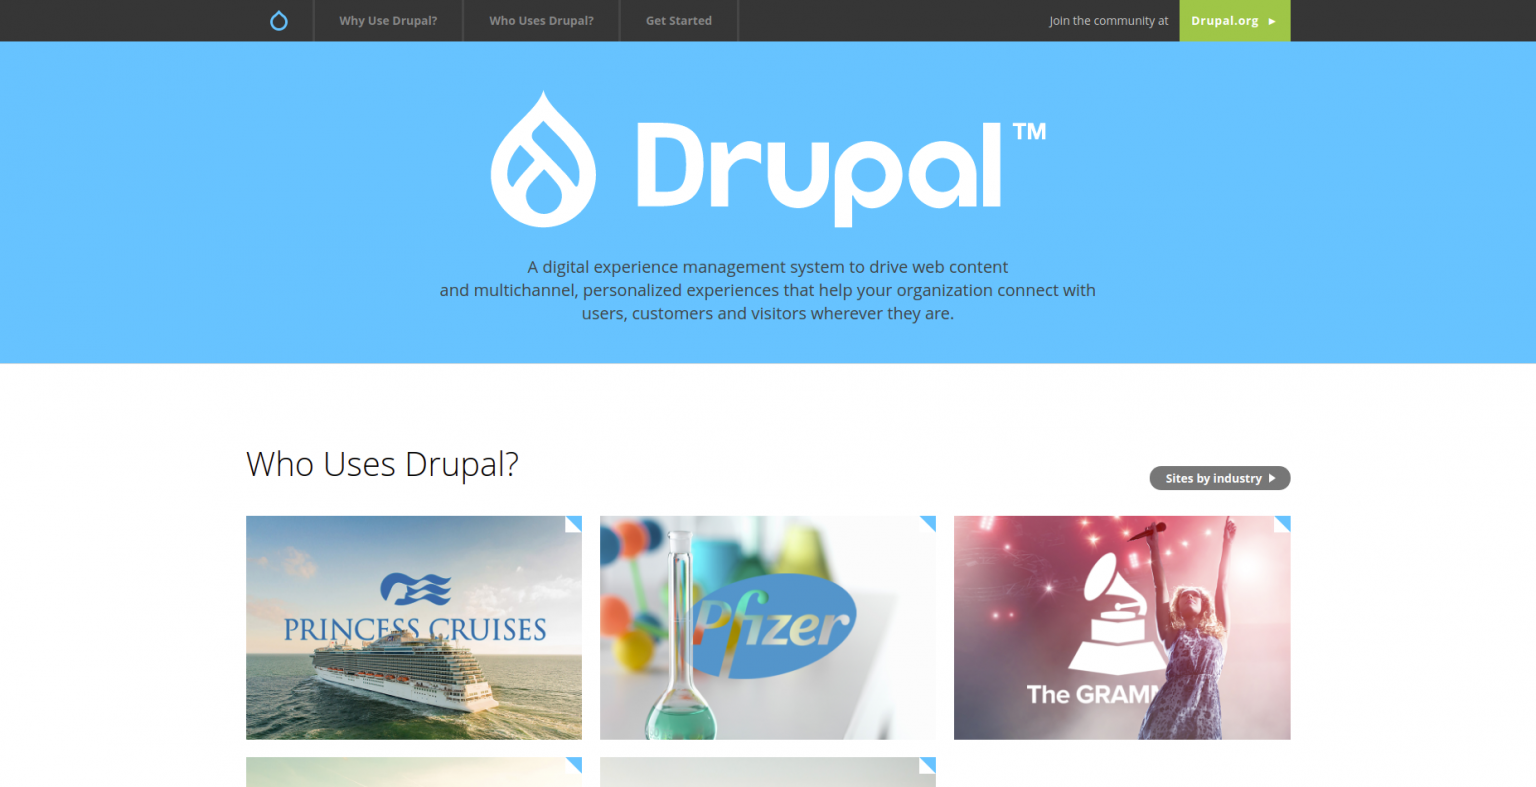 Why Use Drupal?
Who Uses Drupal?
Get Started
Join the community at
Drupal.org
Drupal™
A digital experience management system to drive web content
and multichannel, personalized experiences that help your organization connect with
users, customers and visitors wherever they are.
Who Uses Drupal?
Sites by industry
PRINCESS CRUISES
Pfizer
The GRAMM